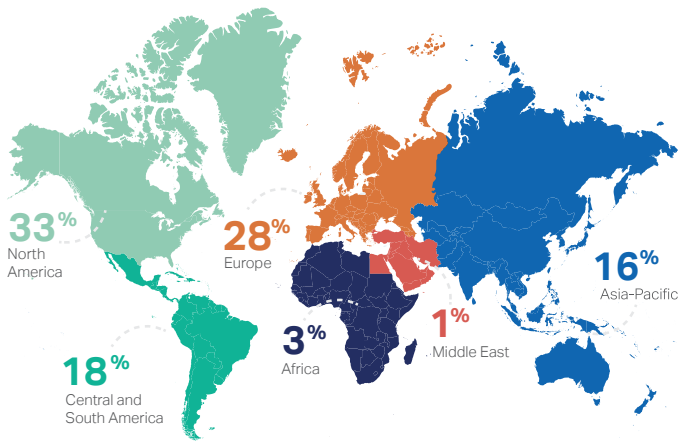 33%
North
America
28%
Europe
16%
Asia-Pacific
3%
Africa
1%
Middle East
18%
Central and
South America